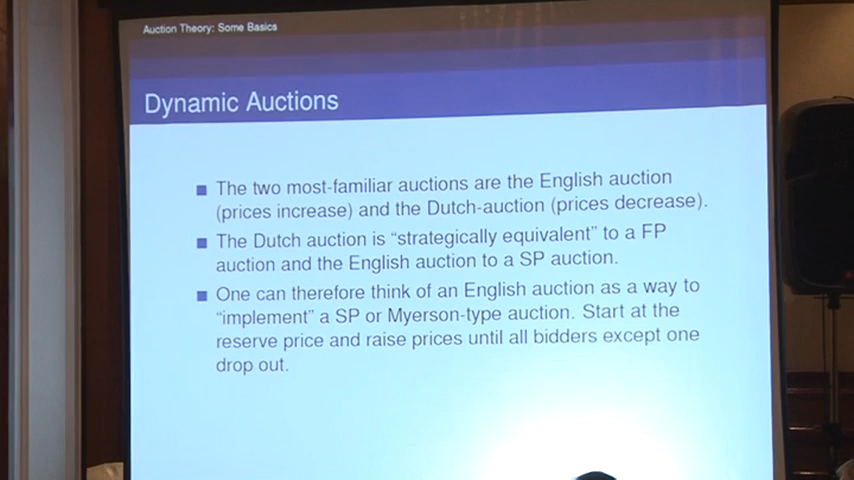 Auction Theory: Some Basics
Dynamic Auctions
The two most-familiar auctions are the English auction
(prices increase) and the Dutch-auction (prices decrease).
The Dutch auction is “strategically equivalent” to a FP
auction and the English auction to a SP auction.
One can therefore think of an English auction as a way to
“implement” a SP or Myerson-type auction. Start at the
reserve price and raise prices until all bidders except one
drop out.